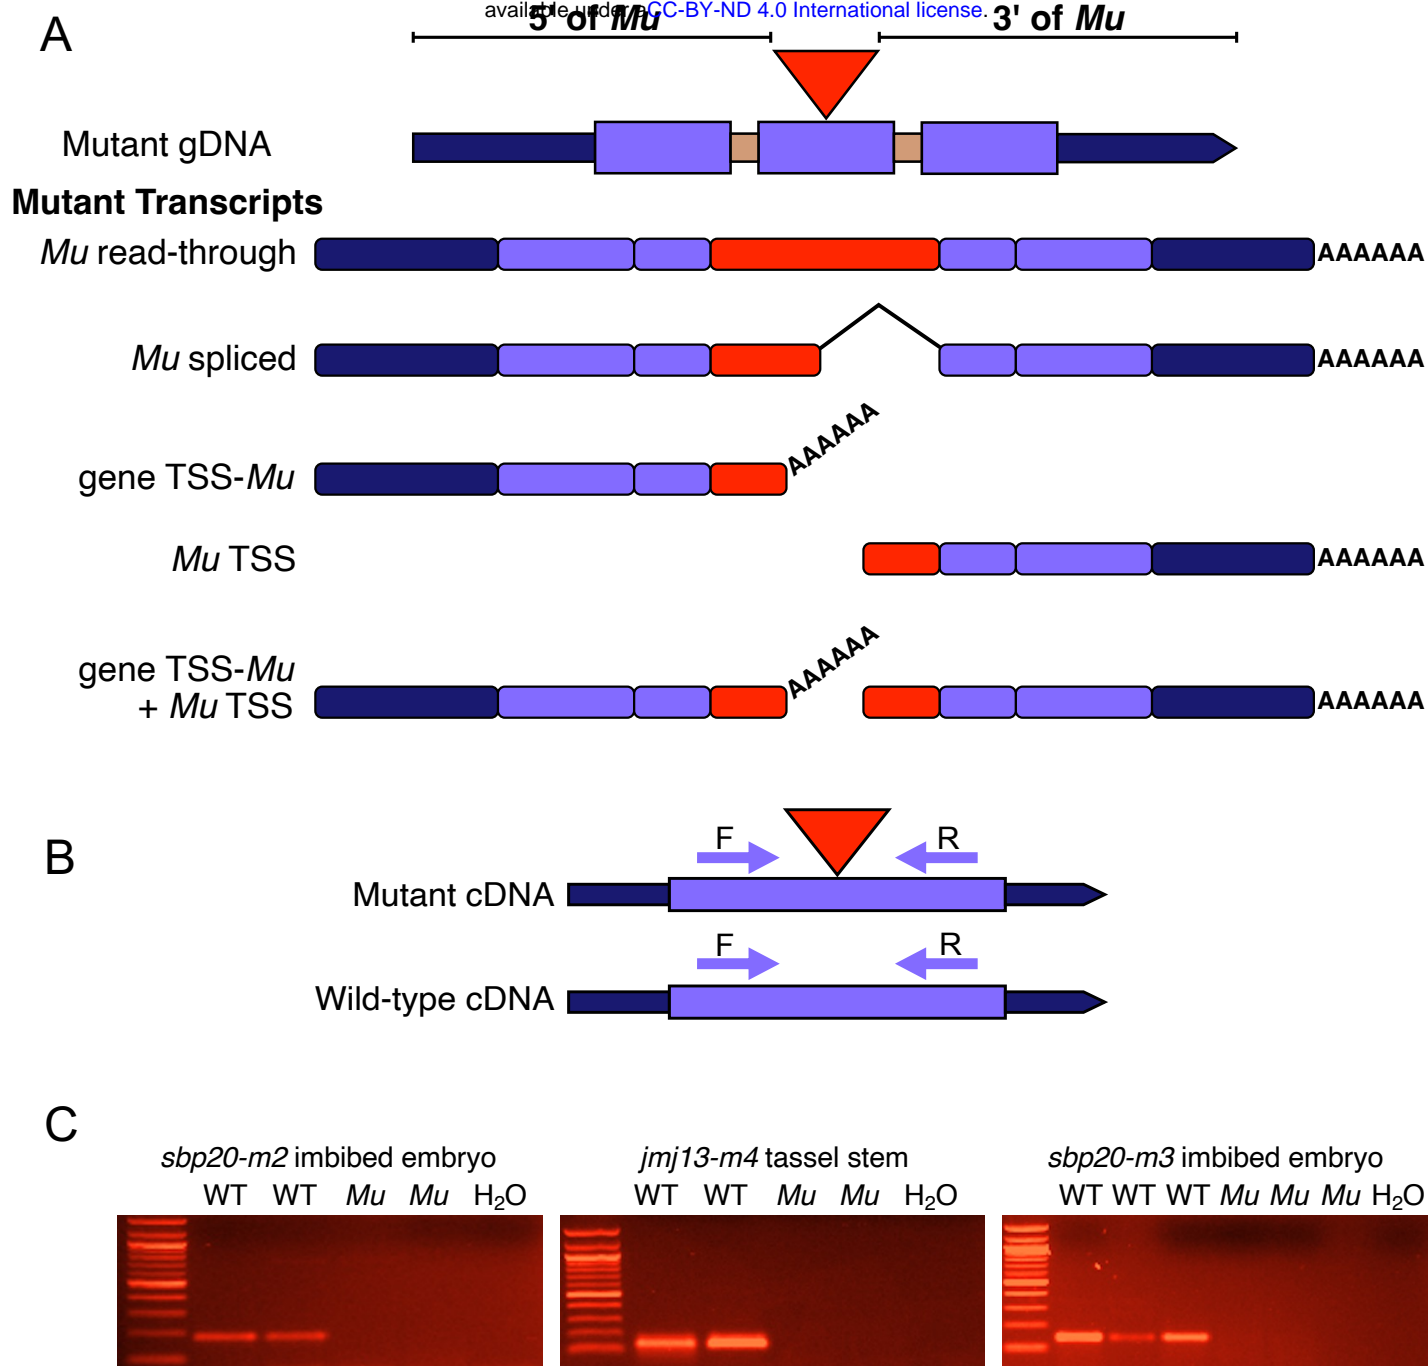 available under aCC-BY-ND 4.0 International license.
A
5' of Mu
3' of Mu
Mutant gDNA
Mutant Transcripts
Mu read-through
AAAAAA
Mu spliced
AAAAAA
gene TSS-Mu
AAAAAA
Mu TSS
AAAAAA
gene TSS-Mu
+ Mu TSS
AAAAAA
AAAAAA
B
F
R
Mutant cDNA
F
R
Wild-type cDNA
C
sbp20-m2 imbibed embryo
WT WT Mu Mu H₂O
jmj13-m4 tassel stem
WT WT Mu Mu H₂O
sbp20-m3 imbibed embryo
WT WT WT Mu Mu Mu H₂O